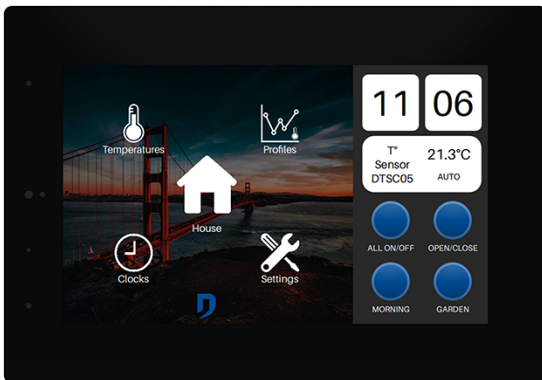 Temperatures
Profiles
House
Clocks
Settings
11 06
T°
Sensor
DTSC05
21.3°C
AUTO
ALL ON/OFF
OPEN/CLOSE
MORNING
GARDEN